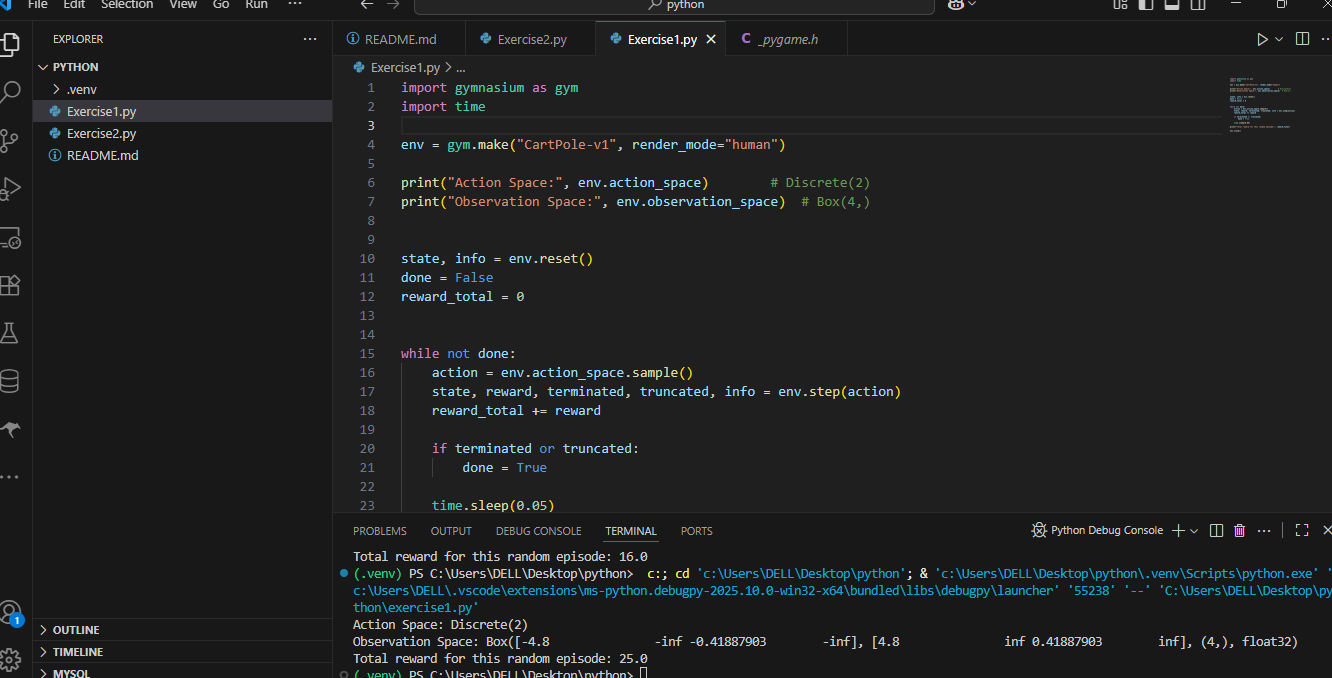 File Edit Selection View Go Run ... python
EXPLORER ...
PYTHON
.venv
Exercise1.py
Exercise2.py
README.md
OUTLINE
TIMELINE
MYSQL
1
README.md Exercise2.py Exercise1.py _pygame.h
Exercise1.py > ...
1 import gymnasium as gym
2 import time
3
4 env = gym.make("CartPole-v1", render_mode="human")
5
6 print("Action Space:", env.action_space)        # Discrete(2)
7 print("Observation Space:", env.observation_space)  # Box(4,)
8
9
10 state, info = env.reset()
11 done = False
12 reward_total = 0
13
14
15 while not done:
16     action = env.action_space.sample()
17     state, reward, terminated, truncated, info = env.step(action)
18     reward_total += reward
19
20     if terminated or truncated:
21         done = True
22
23     time.sleep(0.05)
PROBLEMS OUTPUT DEBUG CONSOLE TERMINAL PORTS Python Debug Console
Total reward for this random episode: 16.0
(.venv) PS C:\Users\DELL\Desktop\python>  c:; cd 'c:\Users\DELL\Desktop\python'; & 'c:\Users\DELL\Desktop\python\.venv\Scripts\python.exe' '
c:\Users\DELL\.vscode\extensions\ms-python.debugpy-2025.10.0-win32-x64\bundled\libs\debugpy\launcher' '55238' '--' 'C:\Users\DELL\Desktop\py
thon\exercise1.py'
Action Space: Discrete(2)
Observation Space: Box([-4.8               -inf -0.41887903        -inf], [4.8               inf 0.41887903        inf], (4,), float32)
Total reward for this random episode: 25.0
(.venv) PS C:\Users\DELL\Desktop\python>